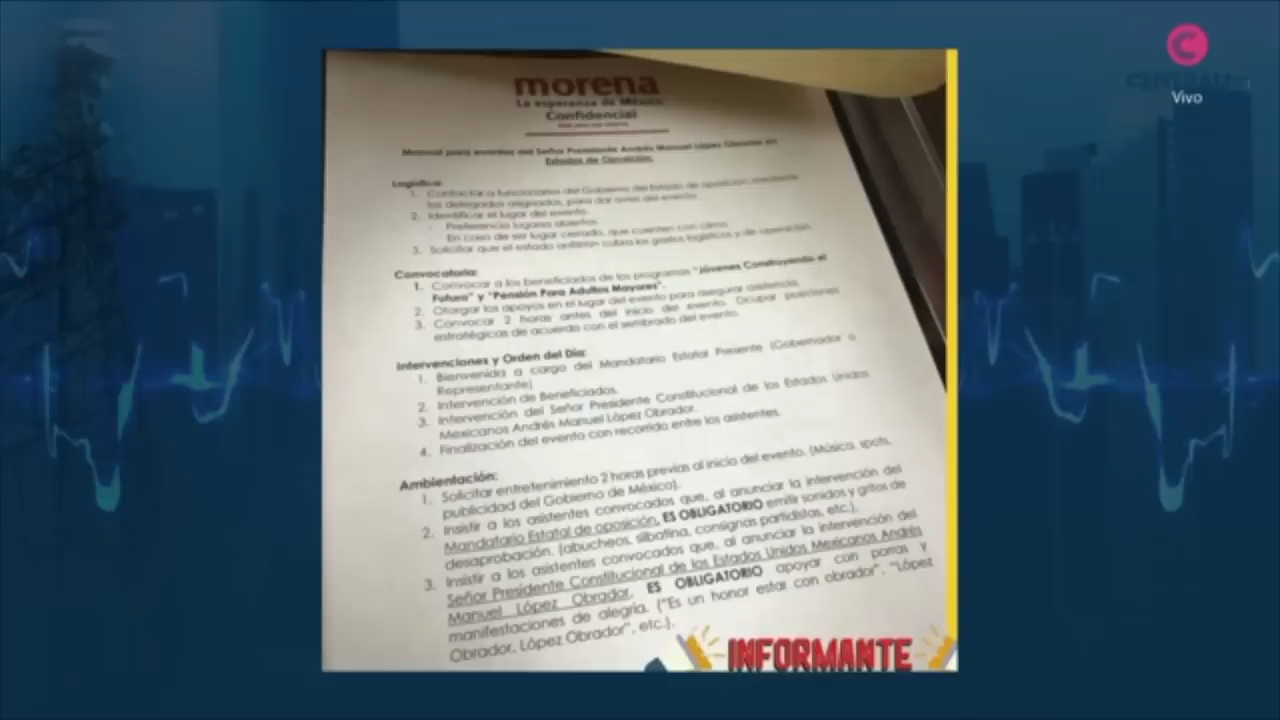 morena
La esperanza de México
Confidencial
Manual para eventos del Señor Presidente Andrés Manuel López Obrador en
Estados de Oposición.
Logística:
1. Contactar a funcionarios del Gobierno del Estado de oposición, mediante
los delegados asignados, para dar aviso del evento.
2. Identificar el lugar del evento.
- Preferencia lugares abiertos.
- En caso de ser lugar cerrado, que cuenten con clima.
3. Solicitar que el estado anfitrión cubra los gastos logísticos y de operación.
Convocatoria:
1. Convocar a los beneficiados de los programas "Jóvenes Construyendo el
Futuro" y "Pensión Para Adultos Mayores".
2. Otorgar los apoyos en el lugar del evento para asegurar asistencia.
3. Convocar 2 horas antes del inicio del evento. Ocupar posiciones
estratégicas de acuerdo con el sembrado del evento.
Intervenciones y Orden del Día:
1. Bienvenida a cargo del Mandatario Estatal Presente (Gobernador o
Representante)
2. Intervención de Beneficiados.
3. Intervención del Señor Presidente Constitucional de los Estados Unidos
Mexicanos Andrés Manuel López Obrador.
4. Finalización del evento con recorrido entre los asistentes.
Ambientación:
1. Solicitar entretenimiento 2 horas previas al inicio del evento. (Música, spots,
publicidad del Gobierno de México).
2. Insistir a los asistentes convocados que, al anunciar la intervención del
Mandatario Estatal de oposición, ES OBLIGATORIO emitir sonidos y gritos de
desaprobación. (abucheos, silbatina, consignas partidistas, etc.).
3. Insistir a los asistentes convocados que, al anunciar la intervención del
Señor Presidente Constitucional de los Estados Unidos Mexicanos Andrés
Manuel López Obrador, ES OBLIGATORIO apoyar con porras y
manifestaciones de alegría. ("Es un honor estar con obrador", "López
Obrador, López Obrador", etc.).
INFORMANTE
C
Vivo